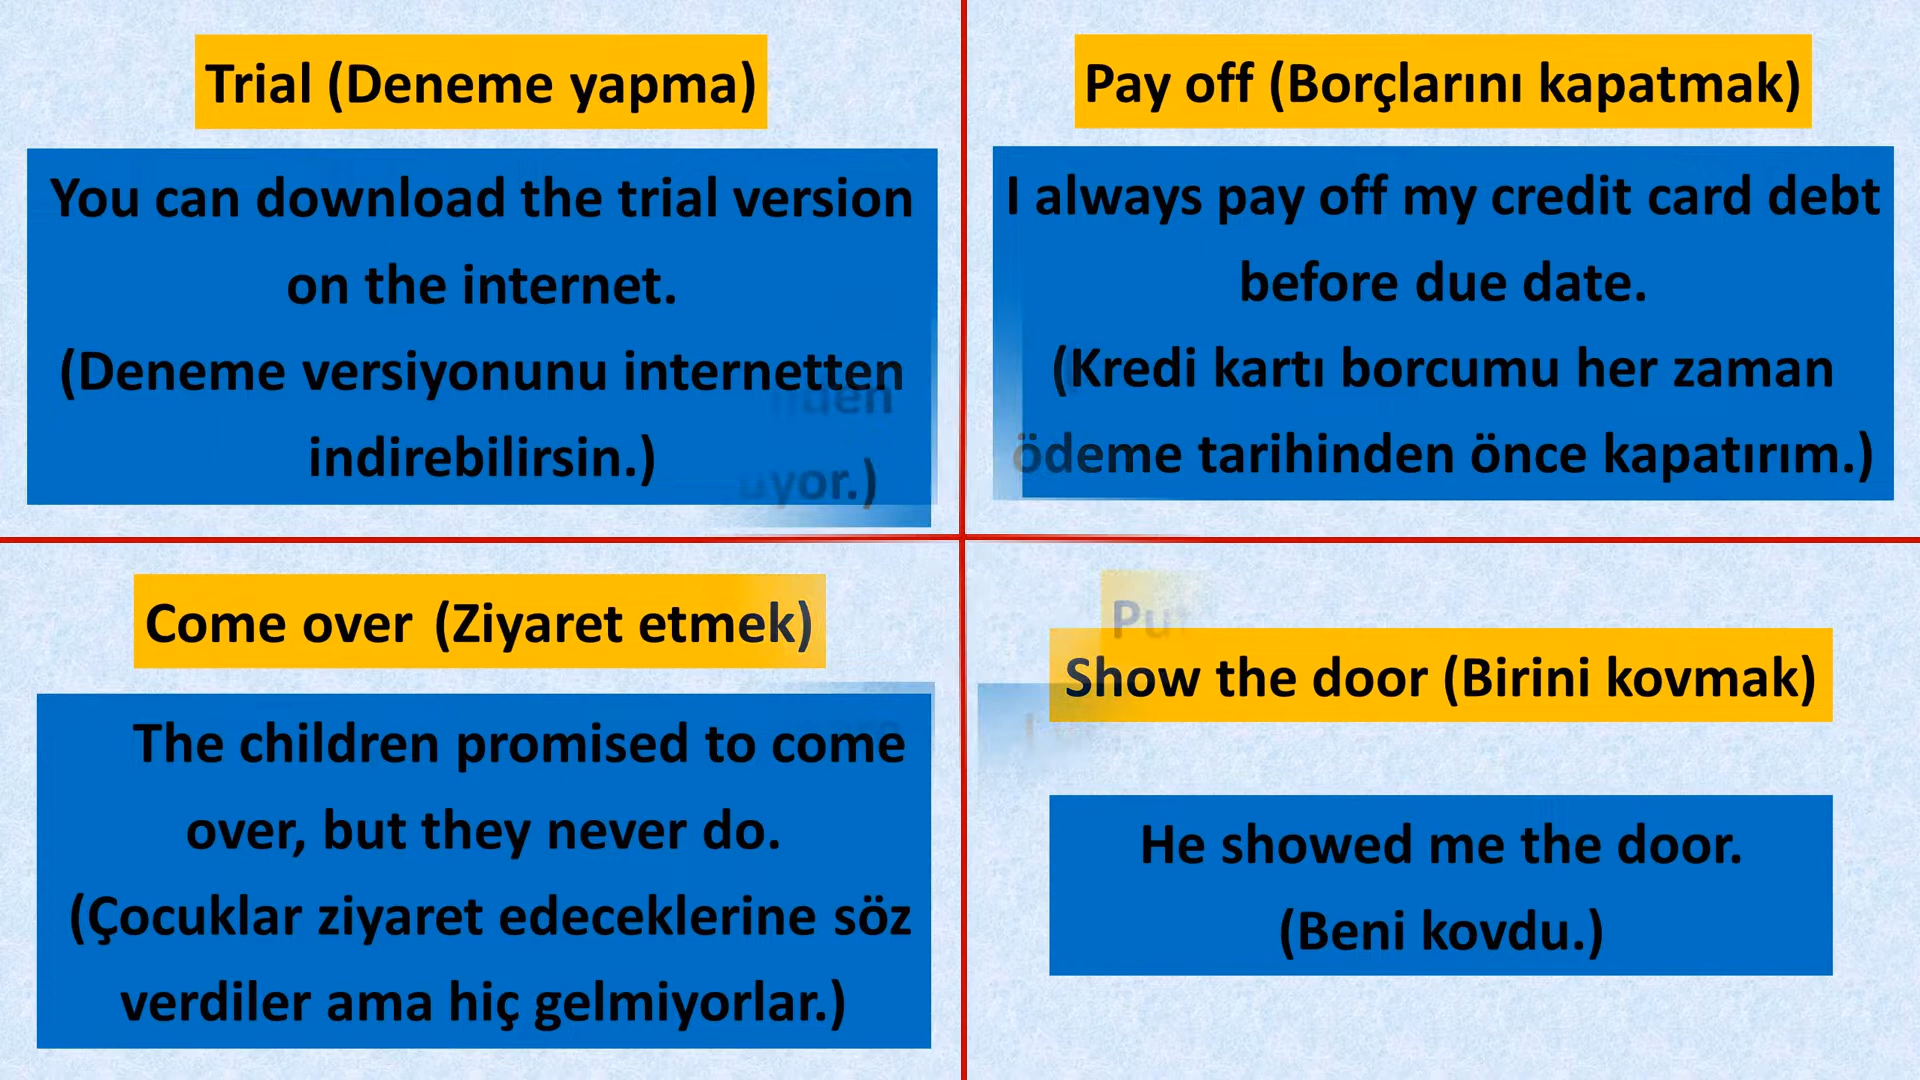 Trial (Deneme yapma)
You can download the trial version
on the internet.
(Deneme versiyonunu internetten
indirebilirsin.)
Pay off (Borçlarını kapatmak)
I always pay off my credit card debt
before due date.
(Kredi kartı borcumu her zaman
ödeme tarihinden önce kapatırım.)
Come over (Ziyaret etmek)
The children promised to come
over, but they never do.
(Çocuklar ziyaret edeceklerine söz
verdiler ama hiç gelmiyorlar.)
Show the door (Birini kovmak)
He showed me the door.
(Beni kovdu.)